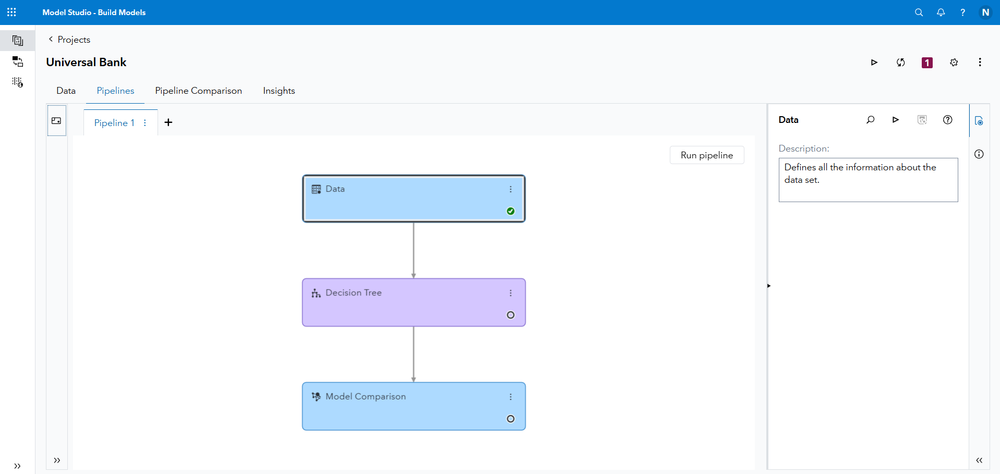 Model Studio - Build Models
?
N
Projects
Universal Bank
1
Data
Pipelines
Pipeline Comparison
Insights
Pipeline 1
Run pipeline
Data
Decision Tree
Model Comparison
Data
Description:
Defines all the information about the
data set.